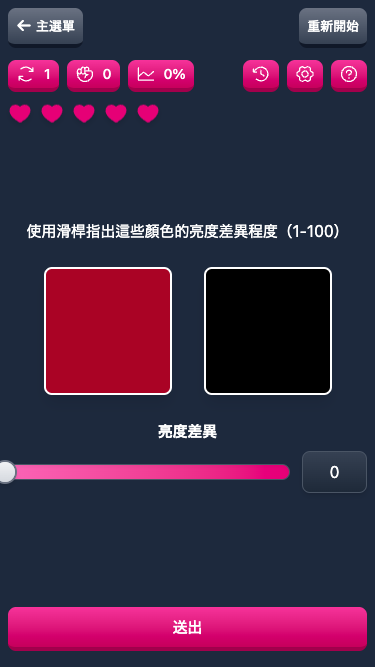 主選單
重新開始
1
0
0%
使用滑桿指出這些顏色的亮度差異程度（1-100）
亮度差異
0
送出